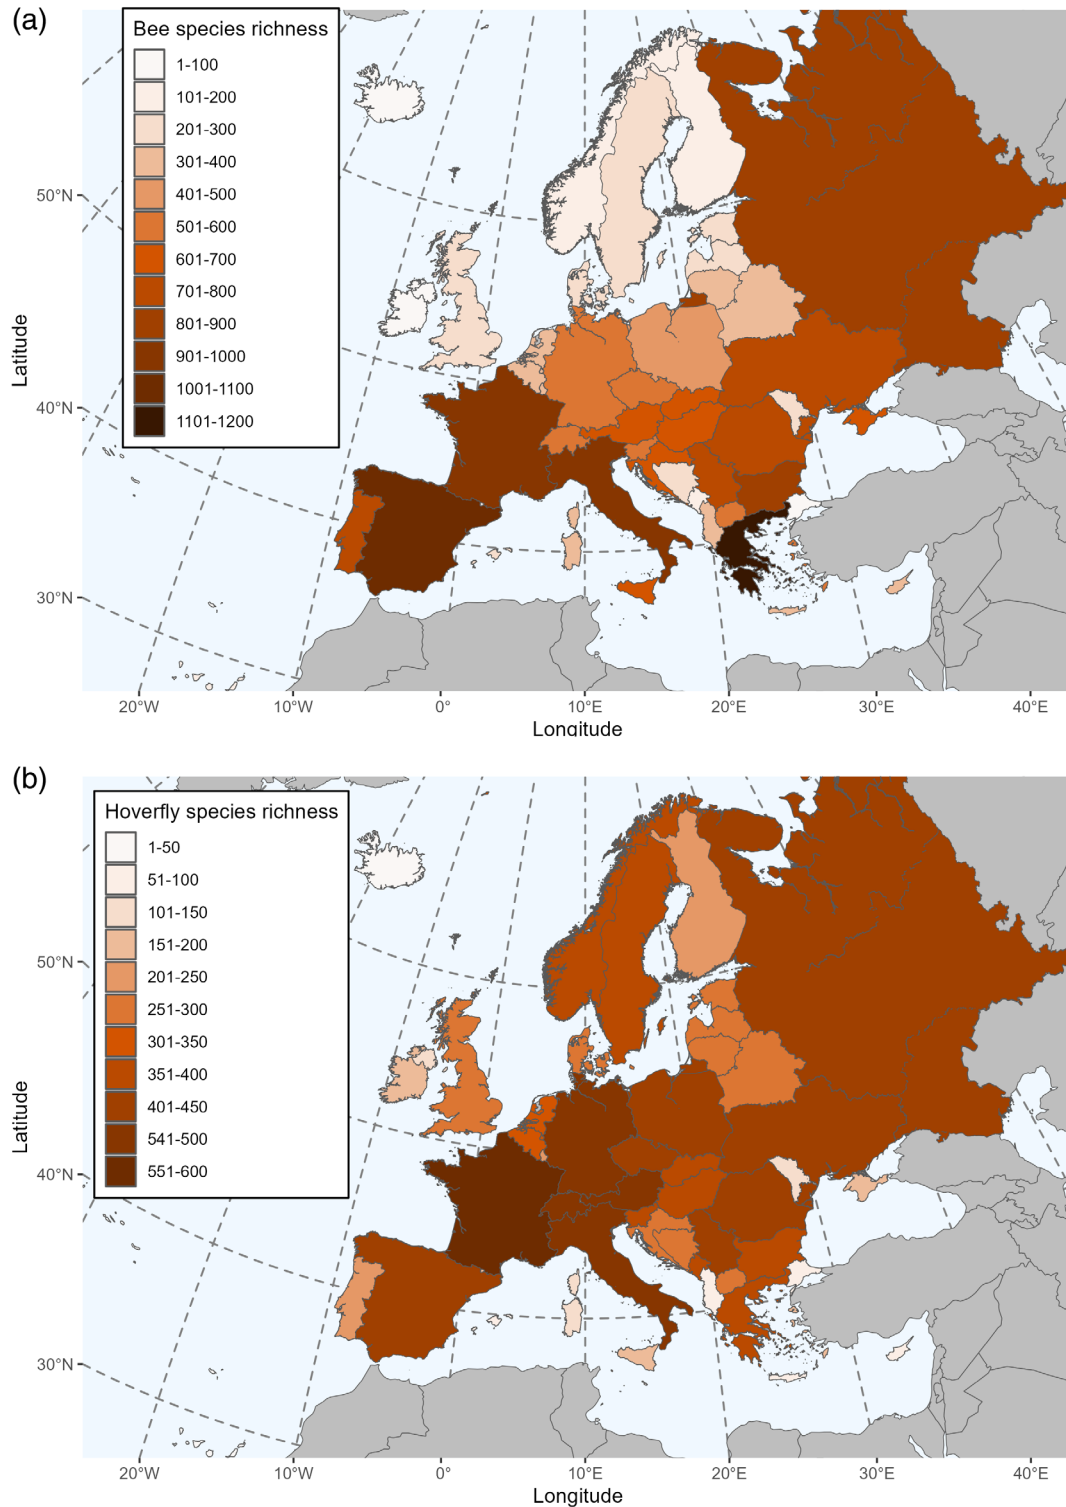 (a)
Bee species richness
1-100
101-200
201-300
301-400
401-500
501-600
601-700
701-800
801-900
901-1000
1001-1100
1101-1200
50°N
40°N
30°N
Latitude
20°W
10°W
0°
10°E
20°E
30°E
40°E
Longitude
(b)
Hoverfly species richness
1-50
51-100
101-150
151-200
201-250
251-300
301-350
351-400
401-450
541-500
551-600
50°N
40°N
30°N
Latitude
20°W
10°W
0°
10°E
20°E
30°E
40°E
Longitude